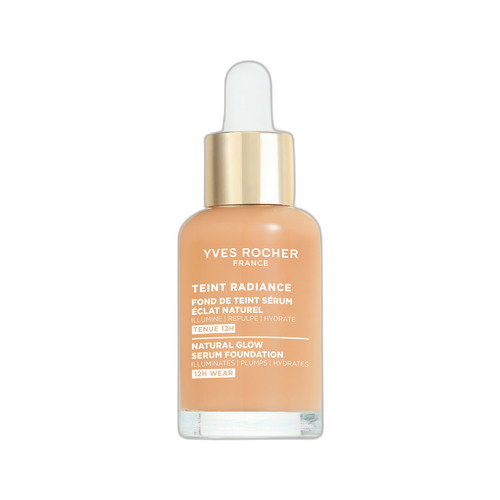 YVES ROCHER
FRANCE
TEINT RADIANCE
FOND DE TEINT SÉRUM
ÉCLAT NATUREL
ILLUMINE | REPULPE | HYDRATE
TENUE 12H
NATURAL GLOW
SERUM FOUNDATION
ILLUMINATES | PLUMPS | HYDRATES
12H WEAR